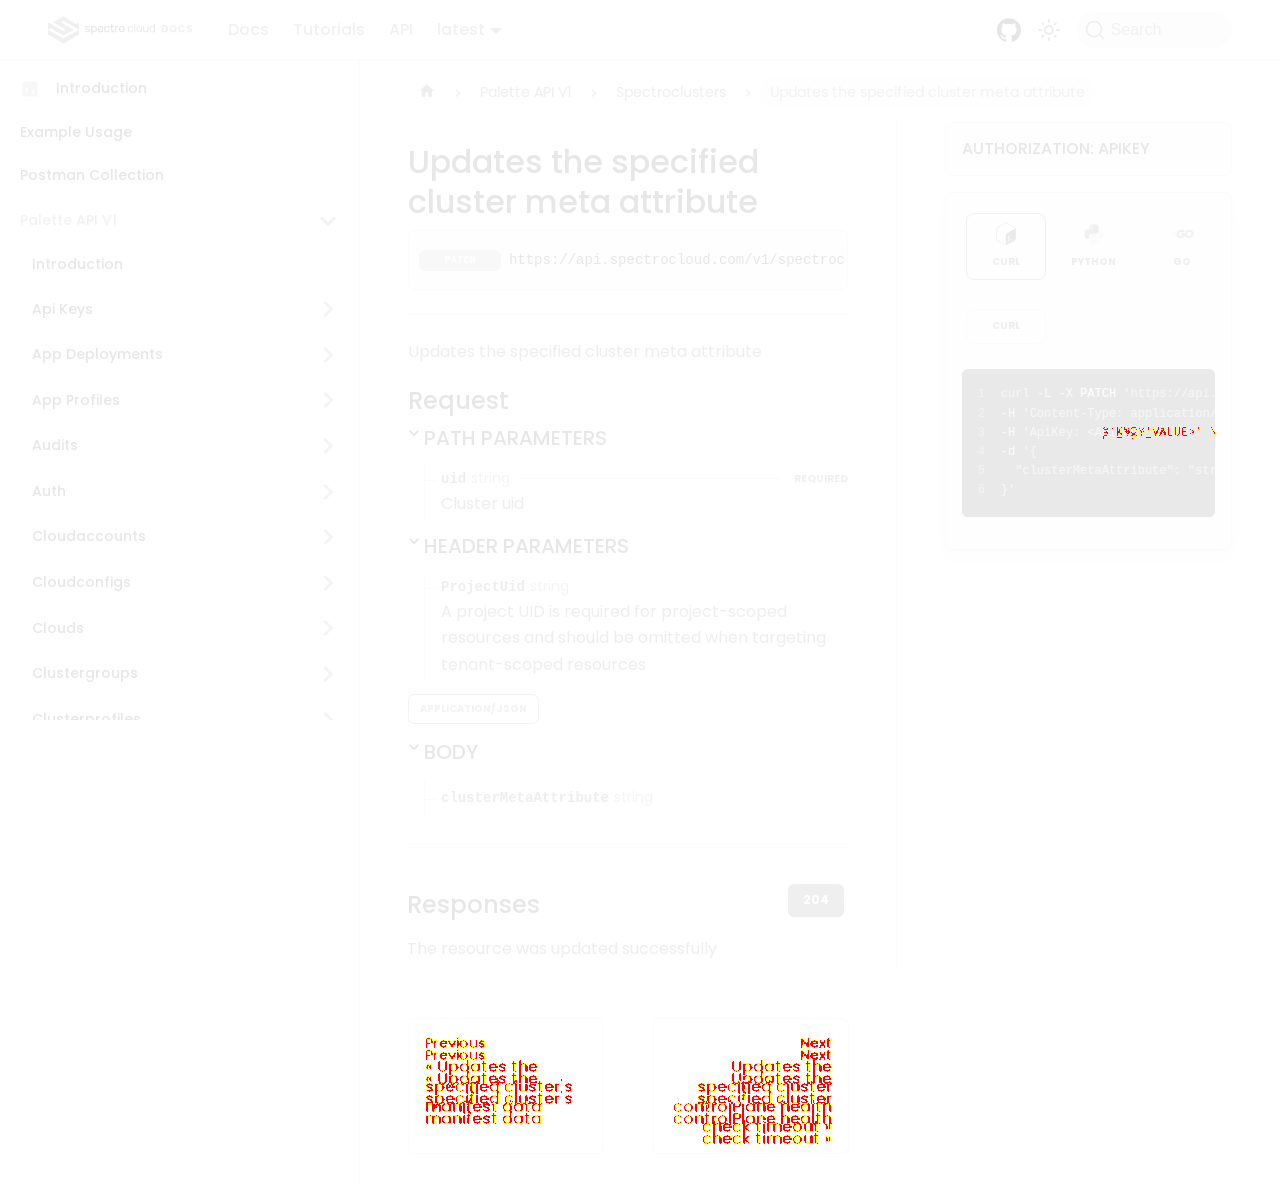 spectro cloud DOCS Docs Tutorials API latest Search
Introduction
Example Usage
Postman Collection
Palette API V1
Introduction
Api Keys
App Deployments
App Profiles
Audits
Auth
Cloudaccounts
Cloudconfigs
Clouds
Clustergroups
Clusterprofiles
Palette API V1 Spectroclusters Updates the specified cluster meta attribute
Updates the specified
cluster meta attribute
PATCH https://api.spectrocloud.com/v1/spectroc
Updates the specified cluster meta attribute
Request
PATH PARAMETERS
uid string REQUIRED
Cluster uid
HEADER PARAMETERS
ProjectUid string
A project UID is required for project-scoped
resources and should be omitted when targeting
tenant-scoped resources
APPLICATION/JSON
BODY
clusterMetaAttribute string
Responses
204
The resource was updated successfully
Previous
Previous
« Updates the
« Updates the
specified cluster's
specified cluster's
manifest data
manifest data
Next
Next
Updates the
Updates the
specified cluster
specified cluster
controlPlane health
controlPlane health
check timeout »
check timeout »
AUTHORIZATION: APIKEY
CURL PYTHON GO
CURL
1 curl -L -X PATCH 'https://api.
2 -H 'Content-Type: application/
3 -H 'ApiKey:
4 -d '{
5 "clusterMetaAttribute": "str
6 }'